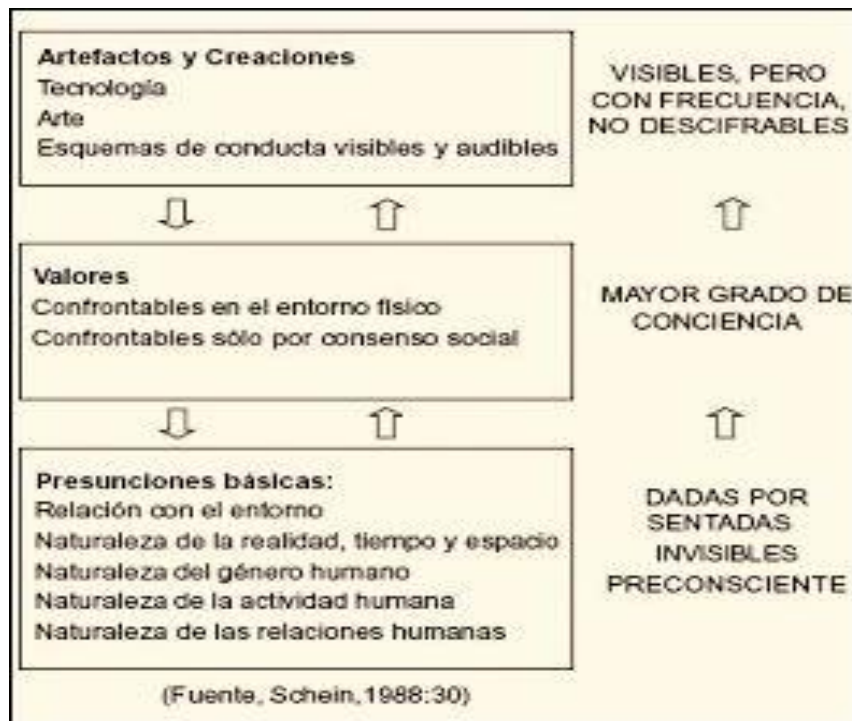 Artefactos y Creaciones
Tecnología
Arte
Esquemas de conducta visibles y audibles
VISIBLES, PERO
CON FRECUENCIA,
NO DESCIFRABLES
Valores
Confrontables en el entorno físico
Confrontables sólo por consenso social
MAYOR GRADO DE
CONCIENCIA
Presunciones básicas:
Relación con el entorno
Naturaleza de la realidad, tiempo y espacio
Naturaleza del género humano
Naturaleza de la actividad humana
Naturaleza de las relaciones humanas
DADAS POR
SENTADAS
INVISIBLES
PRECONSCIENTE
(Fuente, Schein,1988:30)